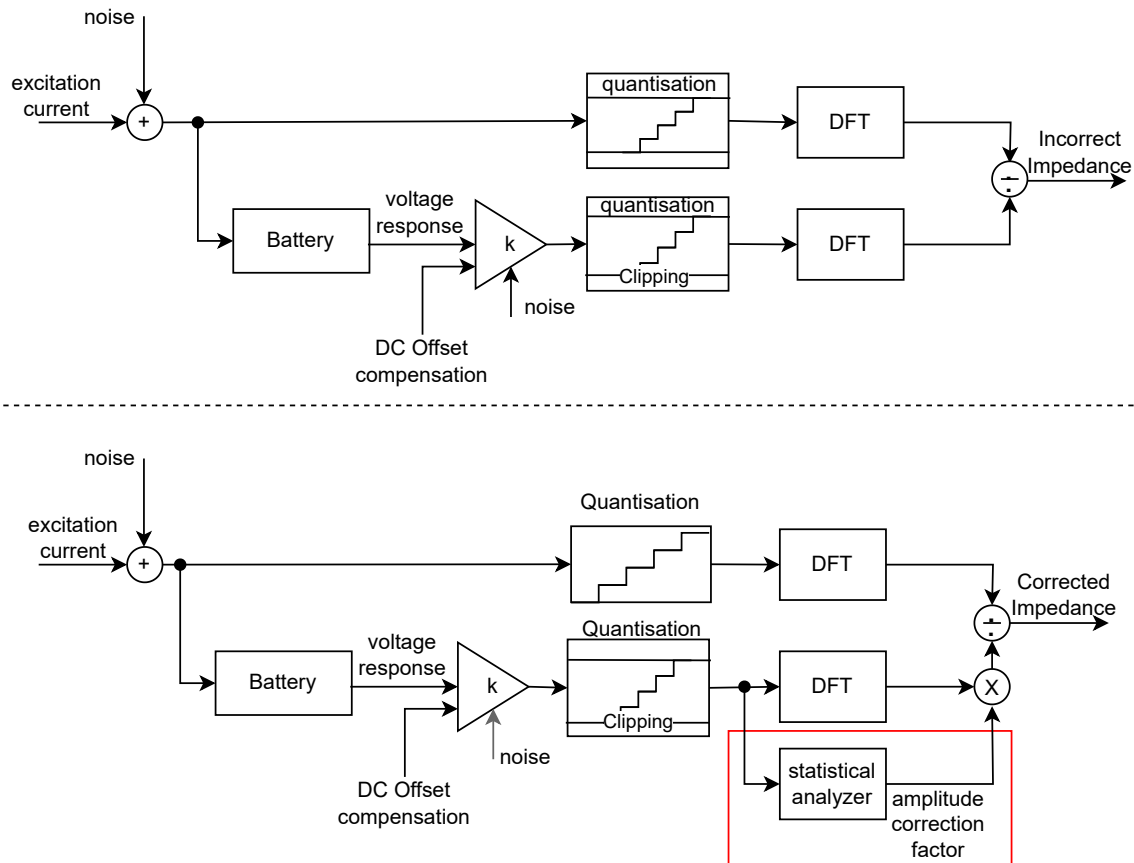 noise
excitation
current
+
quantisation
DFT
Incorrect
Impedance
÷
Battery
voltage
response
k
quantisation
Clipping
DFT
noise
DC Offset
compensation
noise
excitation
current
+
Quantisation
DFT
Corrected
Impedance
÷
Battery
voltage
response
k
Quantisation
Clipping
DFT
X
noise
DC Offset
compensation
statistical
analyzer
amplitude
correction
factor